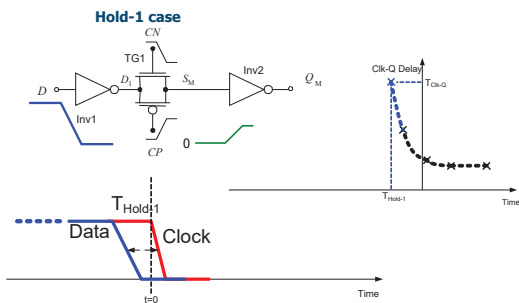 Hold-1 case
CN
TG1
Inv2
D
D1
SM
QM
Inv1
0
CP
Clk-Q Delay
TClk-Q
THold-1
Time
THold-1
Data
Clock
t=0
Time